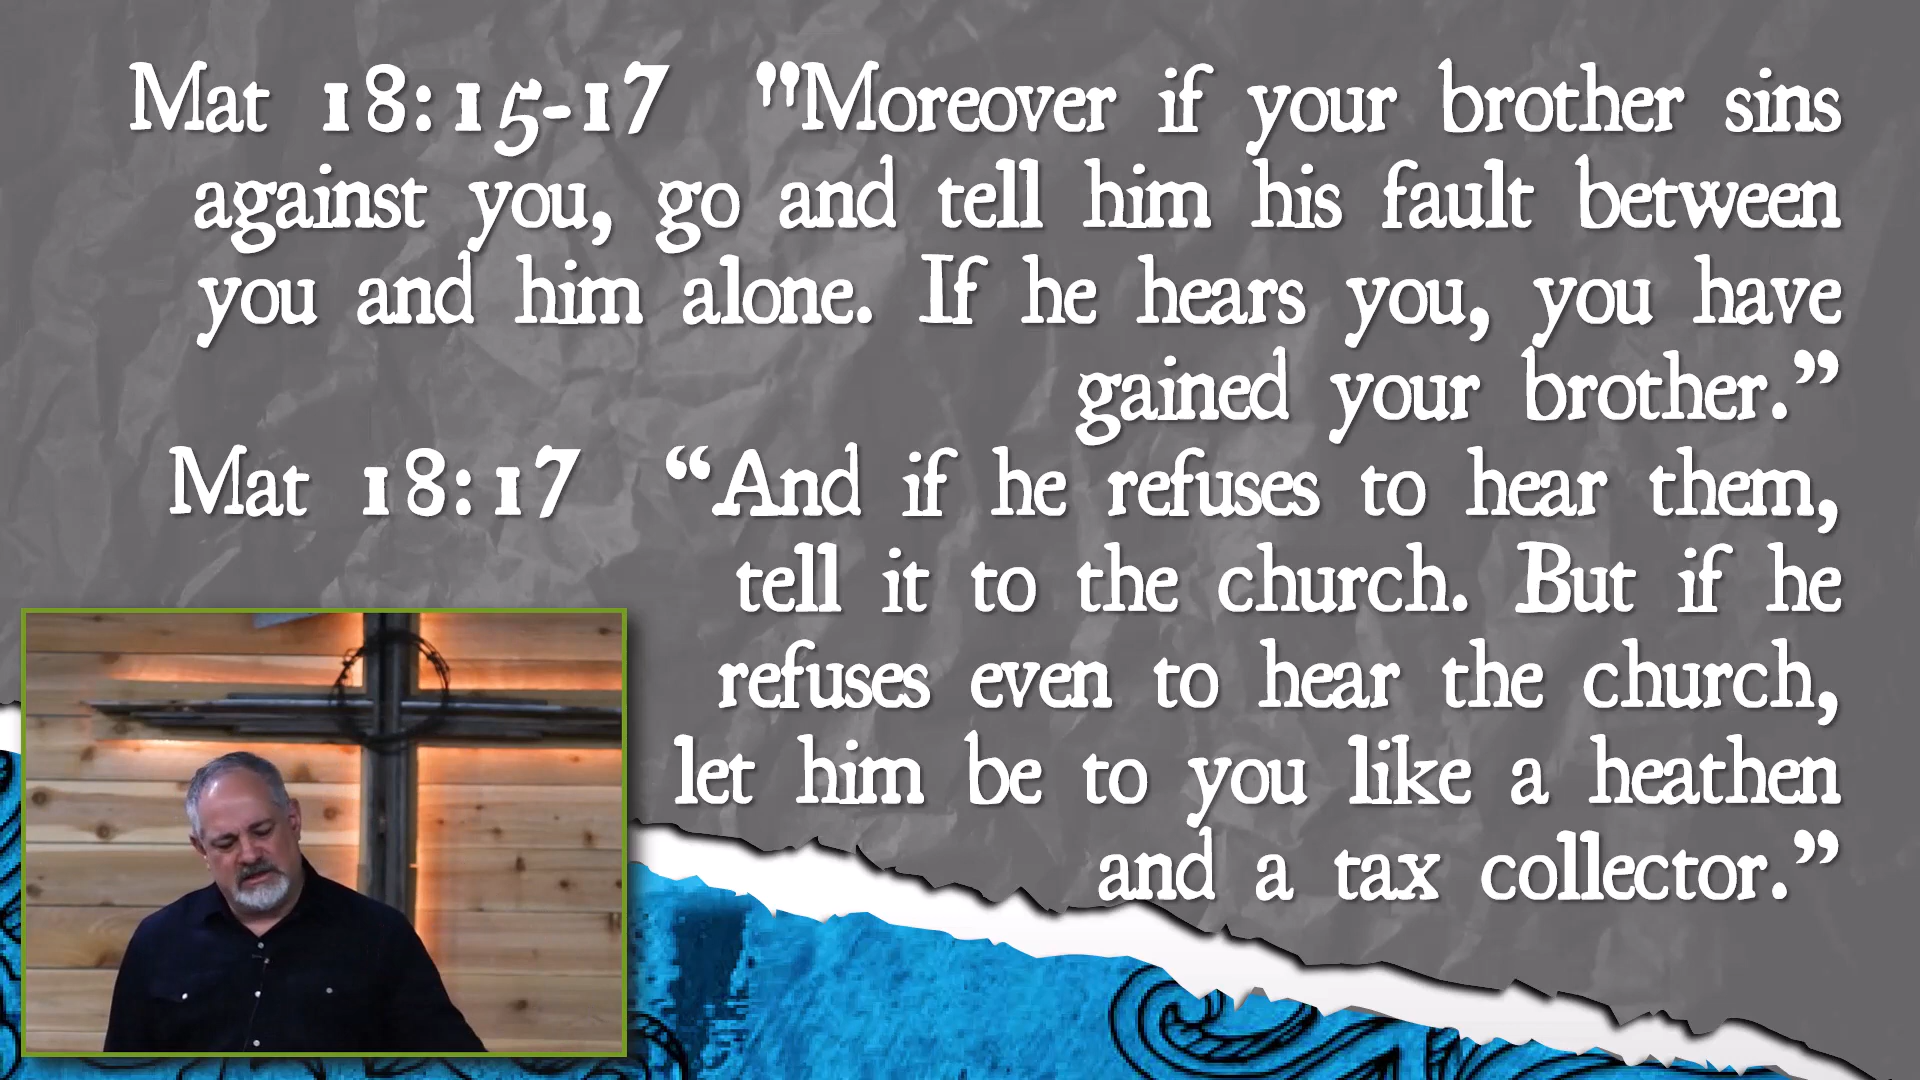 Mat 18:15-17 "Moreover if your brother sins
against you, go and tell him his fault between
you and him alone. If he hears you, you have
gained your brother.”
Mat 18:17 “And if he refuses to hear them,
tell it to the church. But if he
refuses even to hear the church,
let him be to you like a heathen
and a tax collector.”